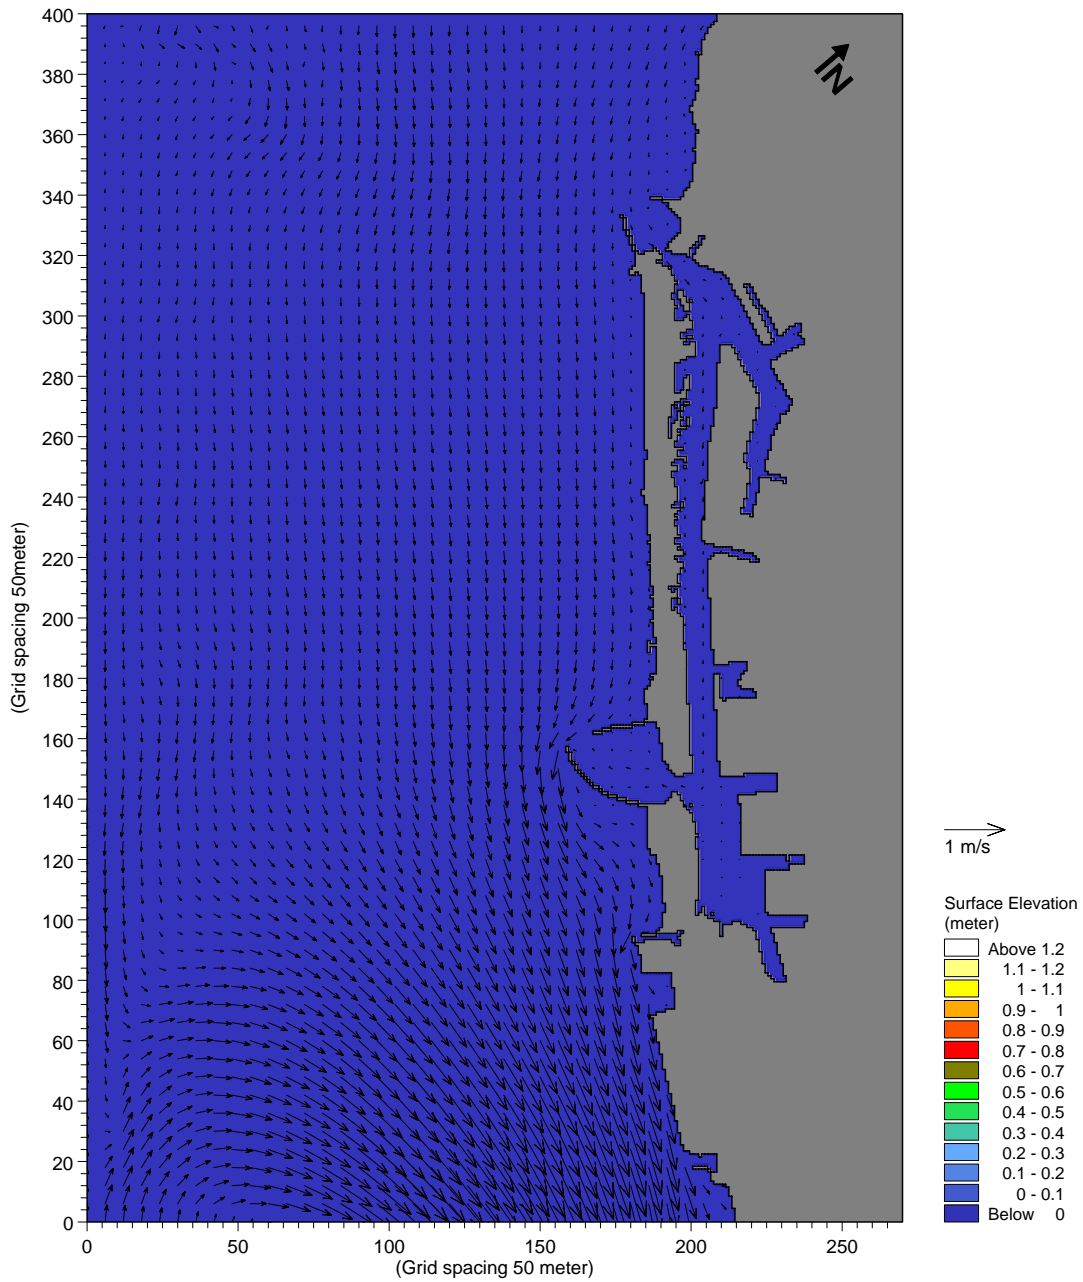 400
380
360
340
320
300
280
260
240
220
200
180
160
140
120
100
80
60
40
20
0
(Grid spacing 50meter)
0 50 100 150 200 250
(Grid spacing 50 meter)
N
1 m/s
Surface Elevation
(meter)
Above 1.2
1.1 - 1.2
1 - 1.1
0.9 - 1
0.8 - 0.9
0.7 - 0.8
0.6 - 0.7
0.5 - 0.6
0.4 - 0.5
0.3 - 0.4
0.2 - 0.3
0.1 - 0.2
0 - 0.1
Below 0